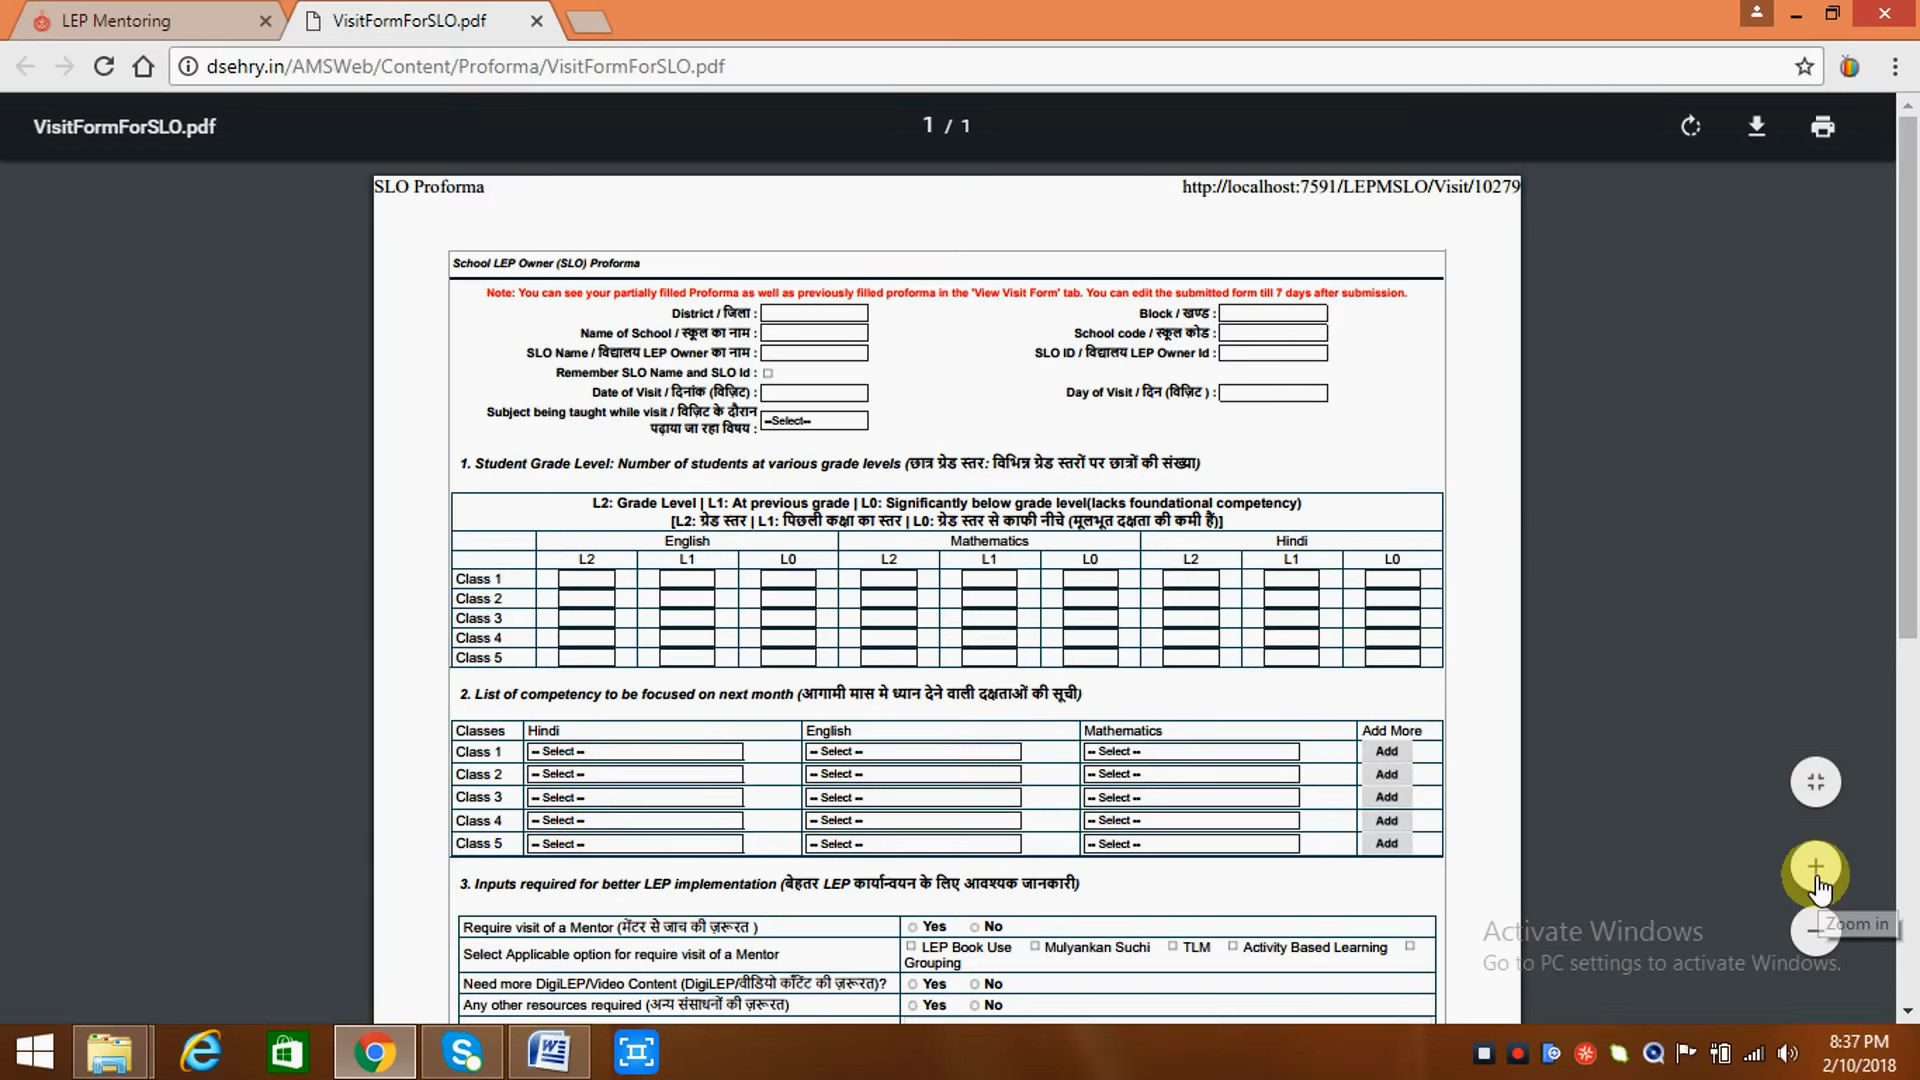 LEP Mentoring
VisitFormForSLO.pdf
dsehry.in/AMSWeb/Content/Proforma/VisitFormForSLO.pdf
VisitFormForSLO.pdf
1 / 1
SLO Proforma http://localhost:7591/LEPMSLO/Visit/10279
School LEP Owner (SLO) Proforma
Note: You can see your partially filled Proforma as well as previously filled proforma in the 'View Visit Form' tab. You can edit the submitted form till 7 days after submission.
District / जिला : Block / खण्ड :
Name of School / स्कूल का नाम : School code / स्कूल कोड :
SLO Name / विद्यालय LEP Owner का नाम : SLO ID / विद्यालय LEP Owner Id :
Remember SLO Name and SLO Id :
Date of Visit / दिनांक (विज़िट) : Day of Visit / दिन (विज़िट ) :
Subject being taught while visit / विज़िट के दौरान
पढ़ाया जा रहा विषय : --Select--
1. Student Grade Level: Number of students at various grade levels (छात्र ग्रेड स्तर: विभिन्न ग्रेड स्तरों पर छात्रों की संख्या)
L2: Grade Level | L1: At previous grade | L0: Significantly below grade level(lacks foundational competency)
[L2: ग्रेड स्तर | L1: पिछली कक्षा का स्तर | L0: ग्रेड स्तर से काफी नीचे (मूलभूत दक्षता की कमी हैं)]
English Mathematics Hindi
L2 L1 L0 L2 L1 L0 L2 L1 L0
Class 1
Class 2
Class 3
Class 4
Class 5
2. List of competency to be focused on next month (आगामी मास मे ध्यान देने वाली दक्षताओं की सूची)
Classes Hindi English Mathematics Add More
Class 1 -- Select -- -- Select -- -- Select -- Add
Class 2 -- Select -- -- Select -- -- Select -- Add
Class 3 -- Select -- -- Select -- -- Select -- Add
Class 4 -- Select -- -- Select -- -- Select -- Add
Class 5 -- Select -- -- Select -- -- Select -- Add
3. Inputs required for better LEP implementation (बेहतर LEP कार्यान्वयन के लिए आवश्यक जानकारी)
Require visit of a Mentor (मेंटर से जाच की ज़रूरत ) Yes No
Select Applicable option for require visit of a Mentor LEP Book Use Mulyankan Suchi TLM Activity Based Learning
Grouping
Need more DigiLEP/Video Content (DigiLEP/वीडियो कॉंटेंट की ज़रूरत)? Yes No
Any other resources required (अन्य संसाधनों की ज़रूरत) Yes No
Zoom in
Activate Windows
Go to PC settings to activate Windows.
8:37 PM
2/10/2018